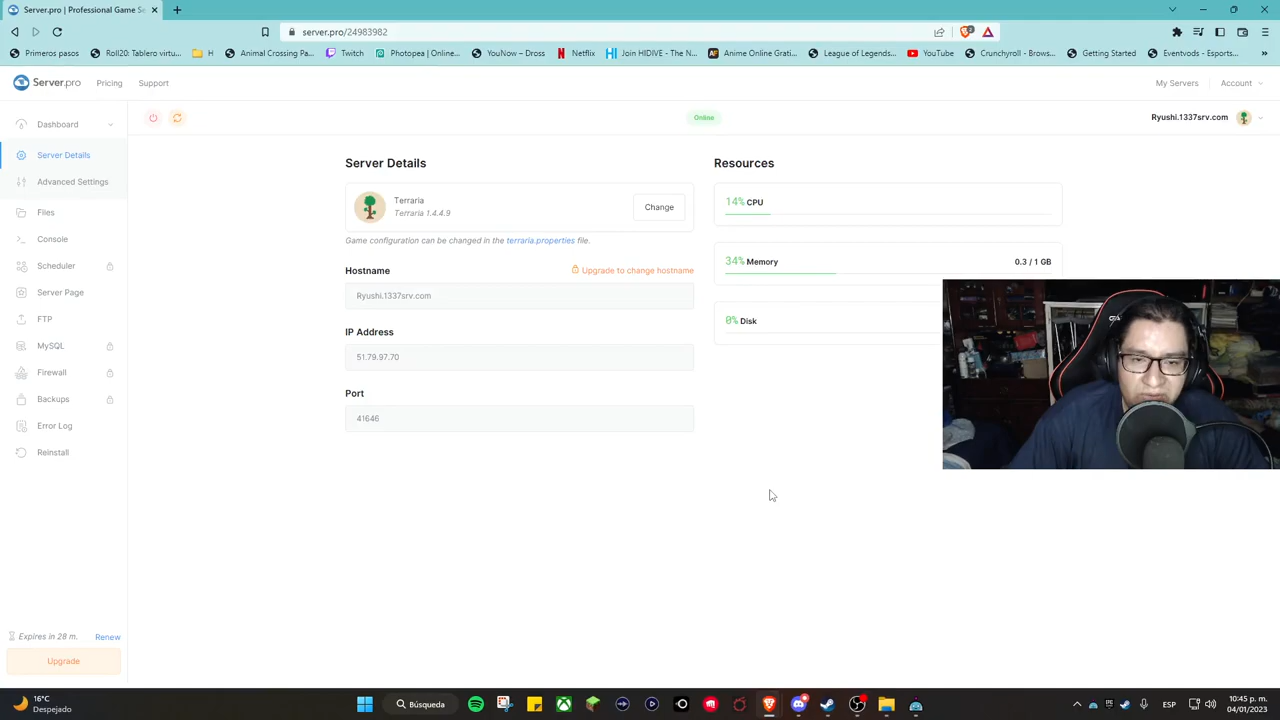 Server.pro | Professional Game Se
server.pro/24983982
Primeros pasos
Roll20: Tablero virtu...
H
Animal Crossing Pa...
Twitch
Photopea | Online...
YouNow - Dross
Netflix
Join HIDIVE - The N...
Anime Online Grati...
League of Legends...
YouTube
Crunchyroll - Brows...
Getting Started
Eventvods - Esports...
Server.pro
Pricing
Support
My Servers
Account
Dashboard
Online
Ryushi.1337srv.com
Server Details
Advanced Settings
Files
Console
Scheduler
Server Page
FTP
MySQL
Firewall
Backups
Error Log
Reinstall
Expires in 28 m.
Renew
Upgrade
Server Details
Terraria
Terraria 1.4.4.9
Change
Game configuration can be changed in the terraria.properties file.
Hostname
Upgrade to change hostname
Ryushi.1337srv.com
IP Address
51.79.97.70
Port
41646
Resources
14% CPU
34% Memory
0.3 / 1 GB
0% Disk
16°C
Despejado
Búsqueda
ESP
10:45 p. m.
04/01/2023